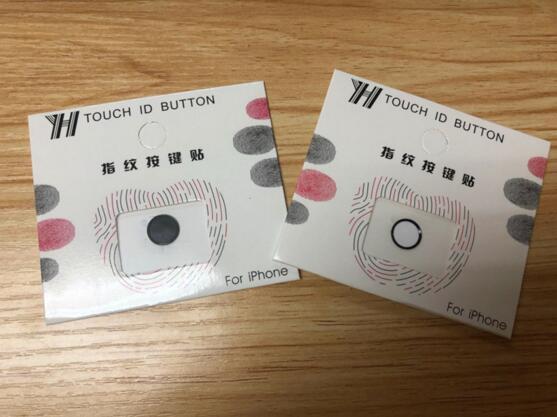 YH TOUCH ID BUTTON
指纹按键贴
For iPhone
YH TOUCH ID BUTTON
指纹按键贴
For iPhone